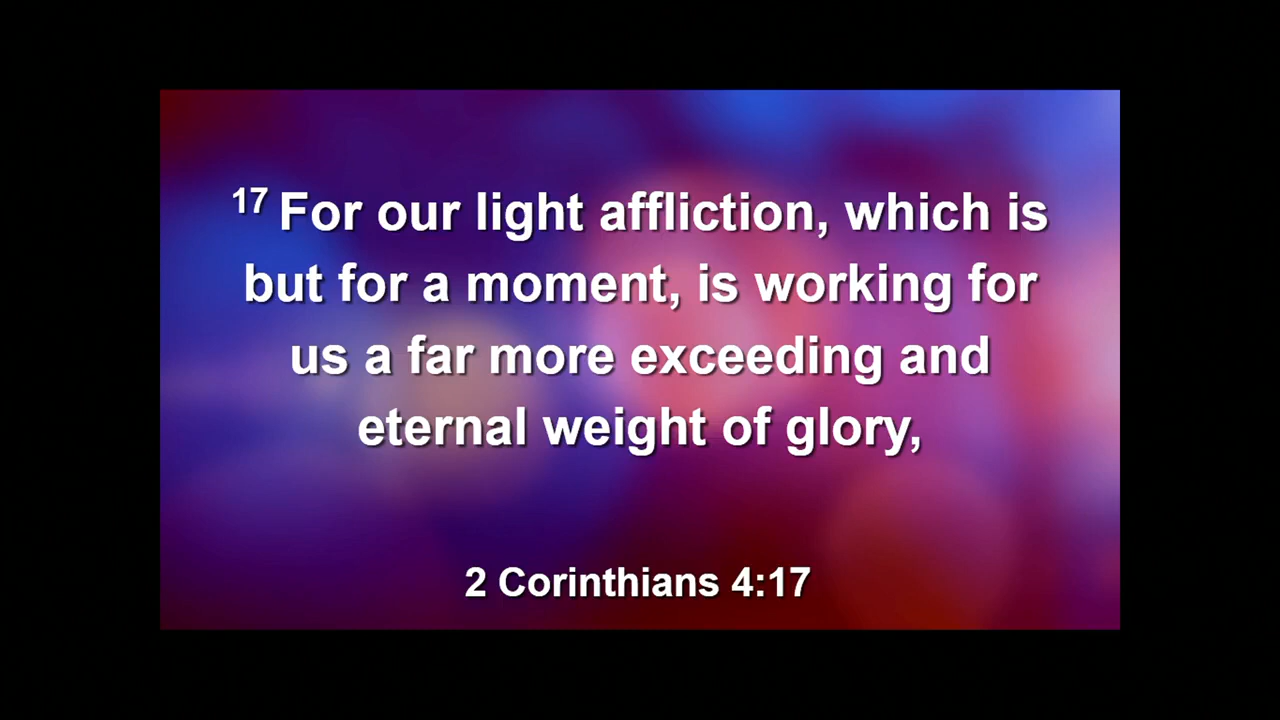 17 For our light affliction, which is
but for a moment, is working for
us a far more exceeding and
eternal weight of glory,
2 Corinthians 4:17